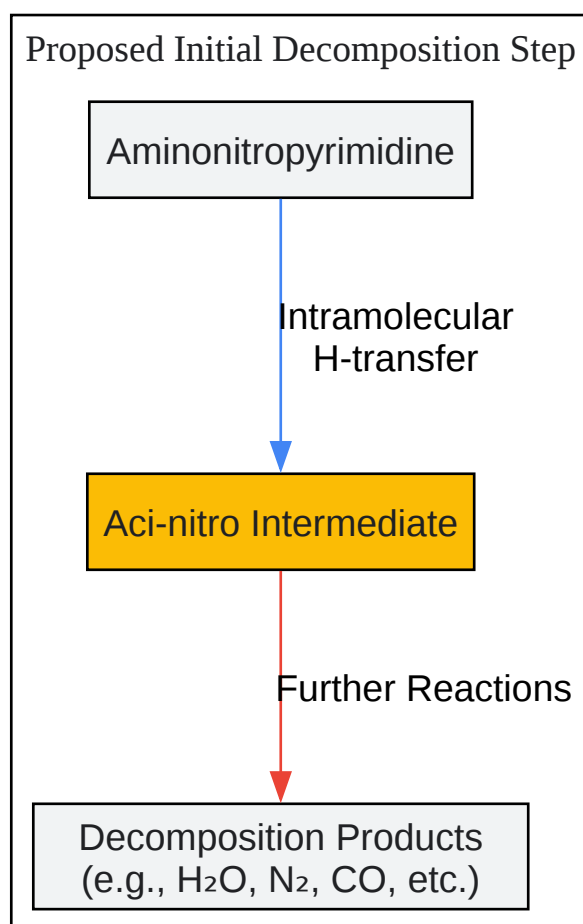 Proposed Initial Decomposition Step
Aminonitropyrimidine
Intramolecular
H-transfer
Aci-nitro Intermediate
Further Reactions
Decomposition Products
(e.g., H₂O, N₂, CO, etc.)